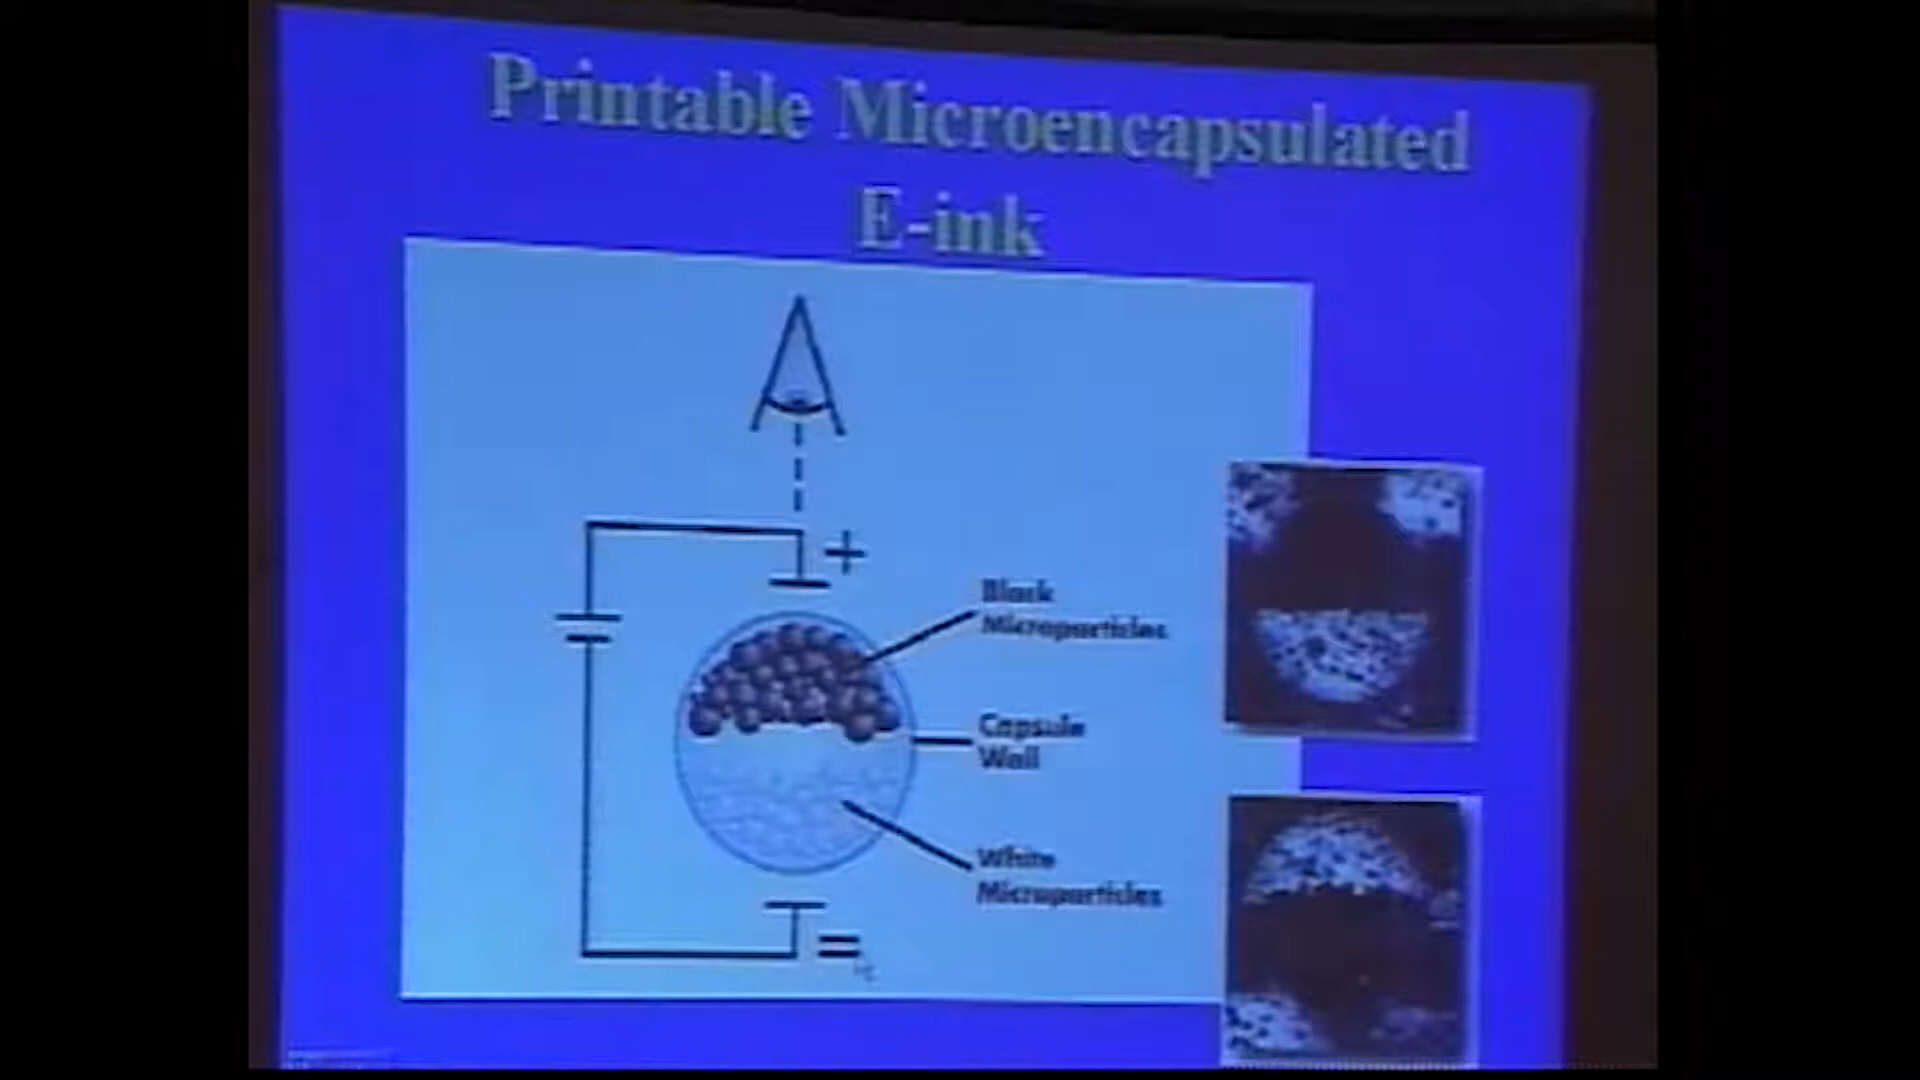 Printable Microencapsulated
E-ink
+
Black
Microparticles
Capsule
Wall
White
Microparticles
=